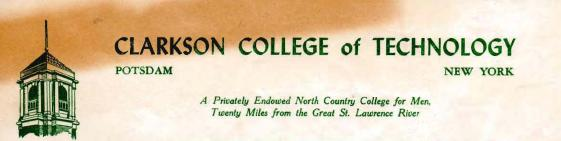 CLARKSON COLLEGE of TECHNOLOGY
POTSDAM NEW YORK
A Privately Endowed North Country College for Men,
Twenty Miles from the Great St. Lawrence River